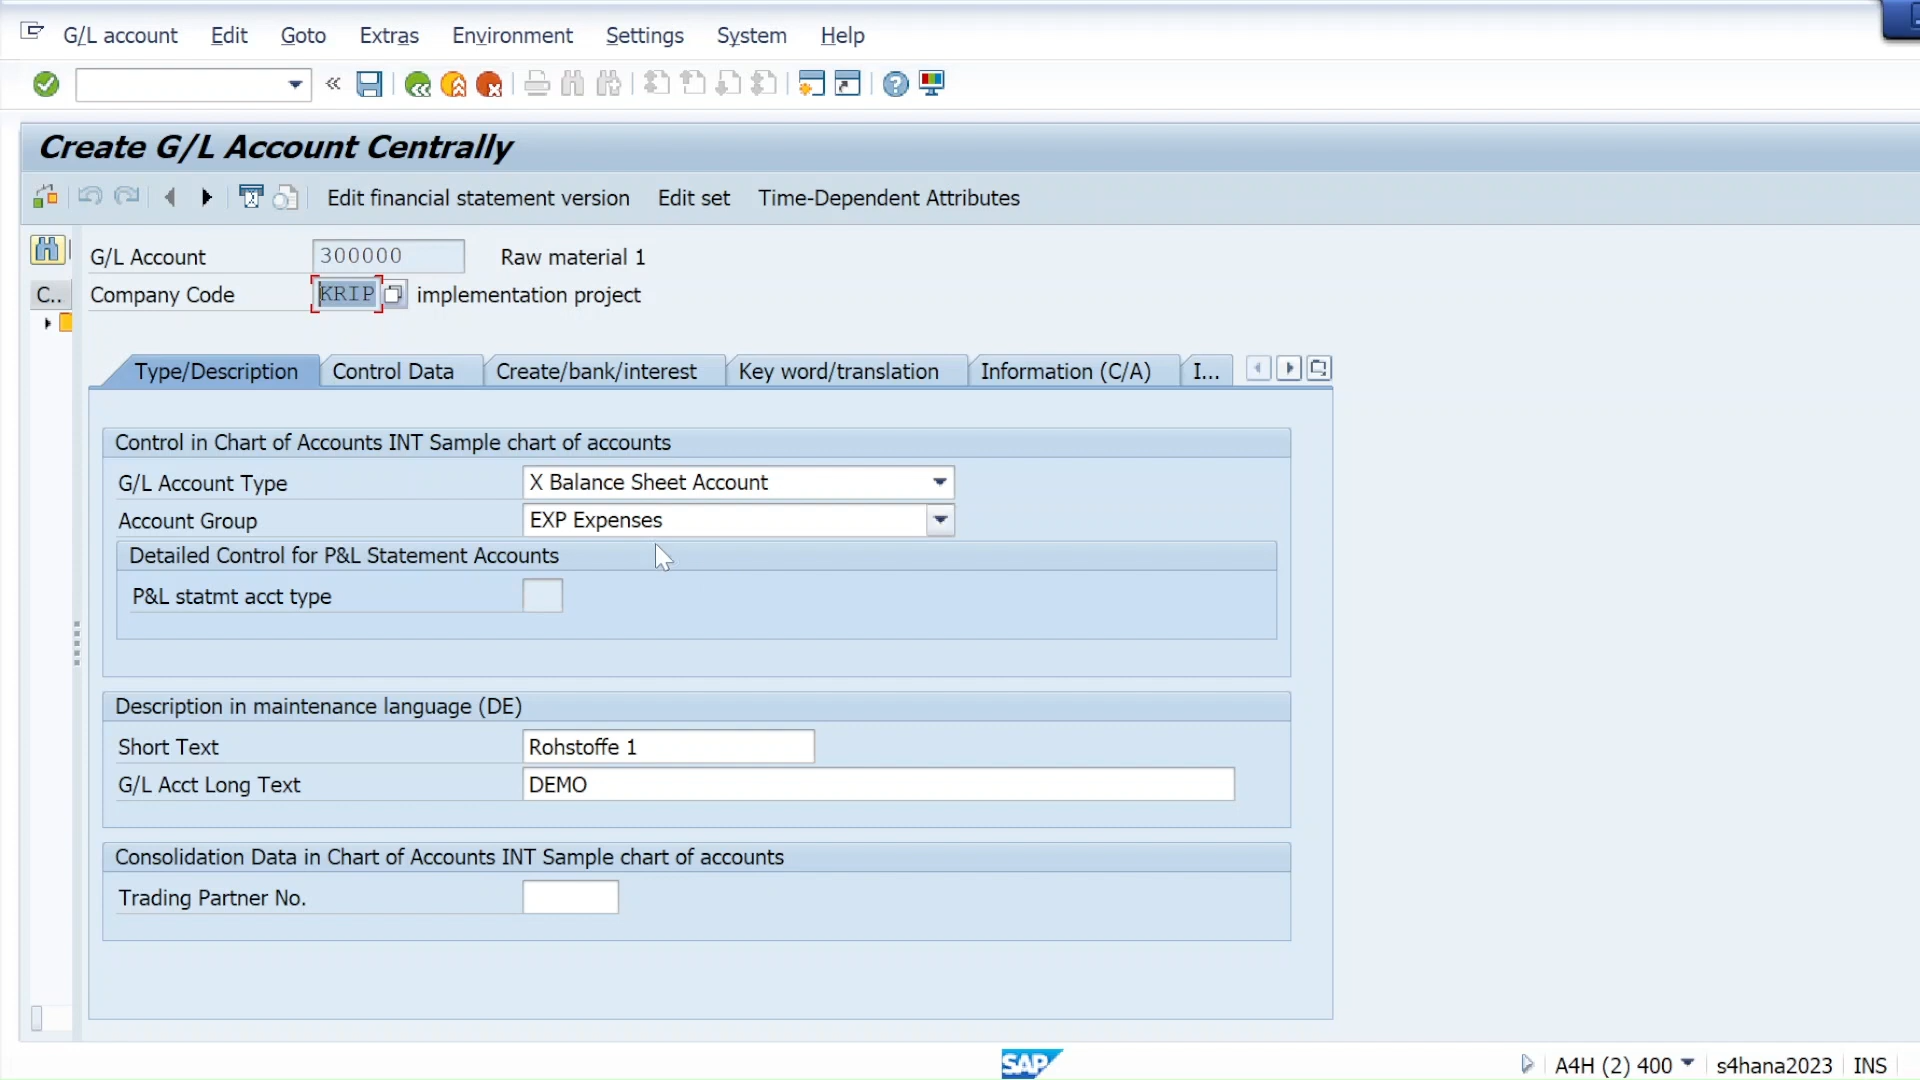 G/L account Edit Goto Extras Environment Settings System Help
Create G/L Account Centrally
Edit financial statement version Edit set Time-Dependent Attributes
G/L Account 300000 Raw material 1
C.. Company Code KRIP implementation project
Type/Description Control Data Create/bank/interest Key word/translation Information (C/A) I...
Control in Chart of Accounts INT Sample chart of accounts
G/L Account Type X Balance Sheet Account
Account Group EXP Expenses
Detailed Control for P&L Statement Accounts
P&L statmt acct type
Description in maintenance language (DE)
Short Text Rohstoffe 1
G/L Acct Long Text DEMO
Consolidation Data in Chart of Accounts INT Sample chart of accounts
Trading Partner No.
SAP A4H (2) 400 s4hana2023 INS